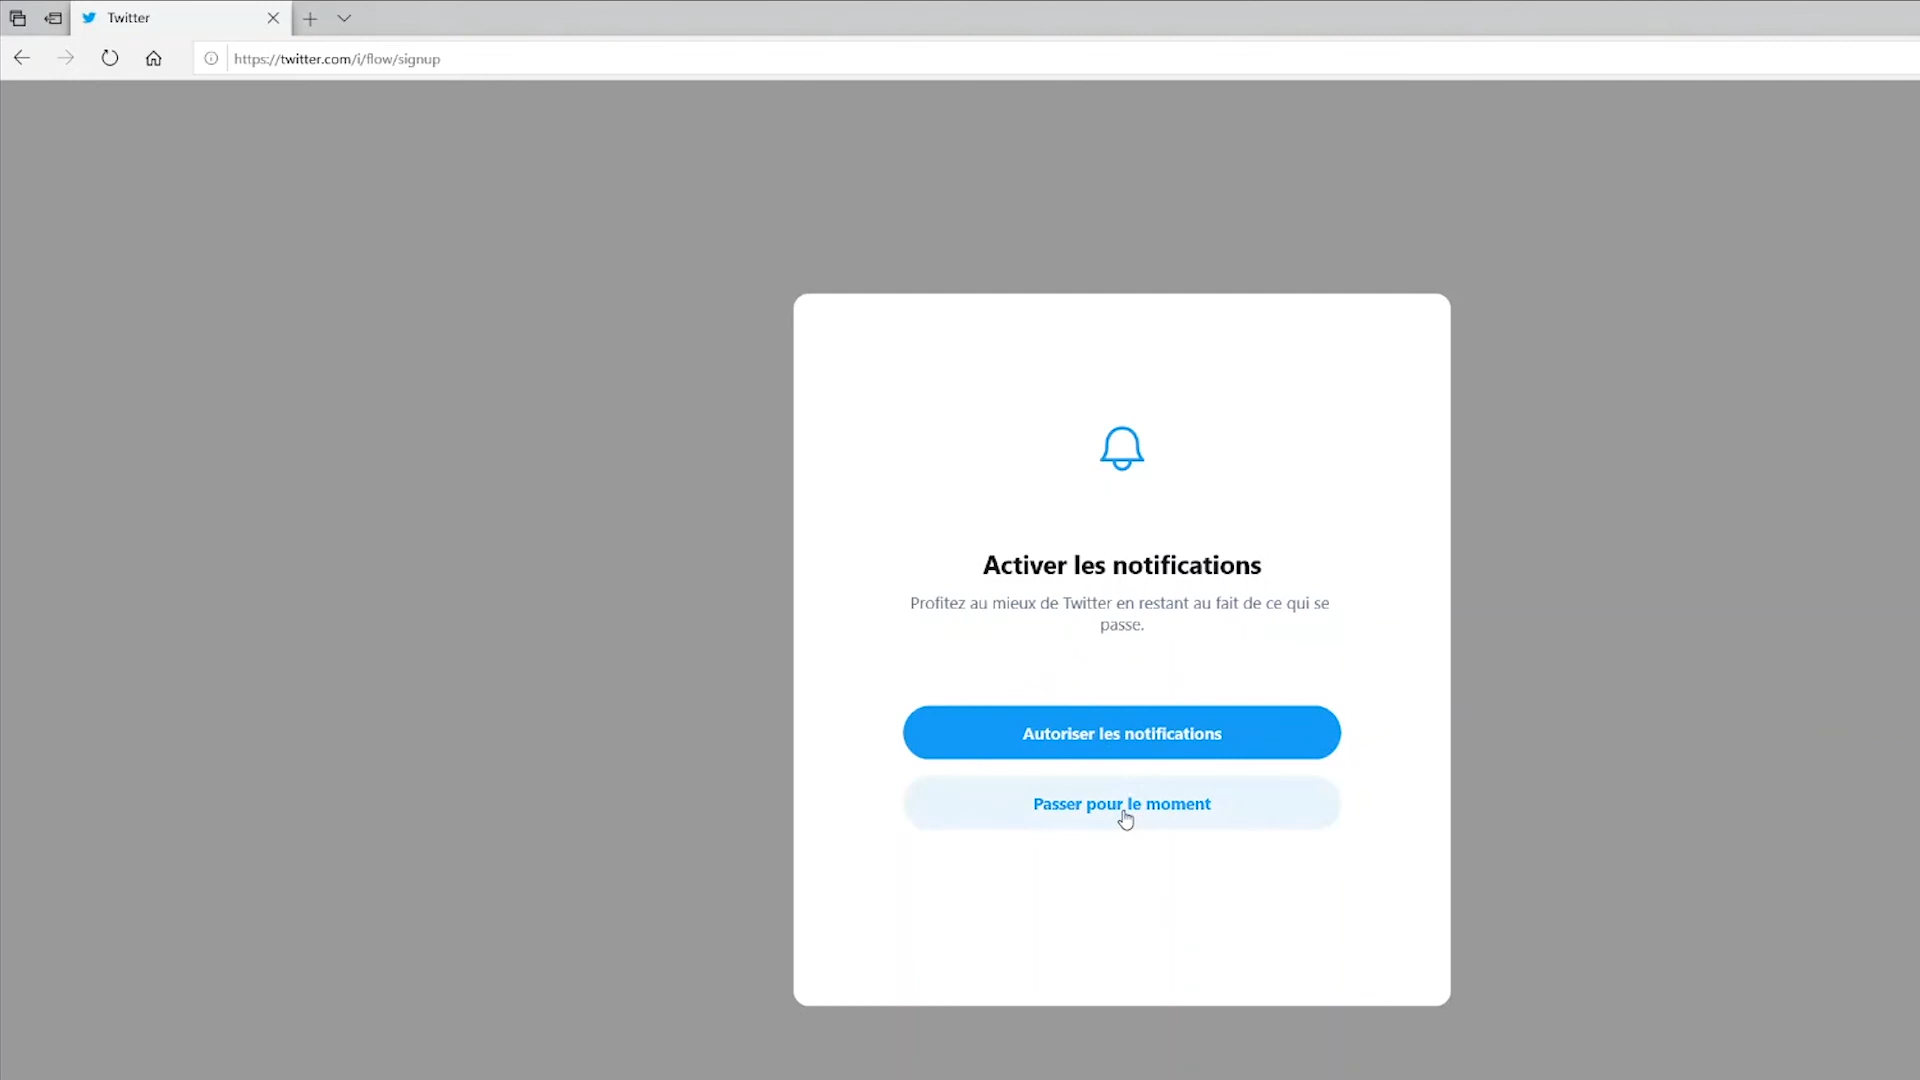 Twitter
https://twitter.com/i/flow/signup
Activer les notifications
Profitez au mieux de Twitter en restant au fait de ce qui se
passe.
Autoriser les notifications
Passer pour le moment